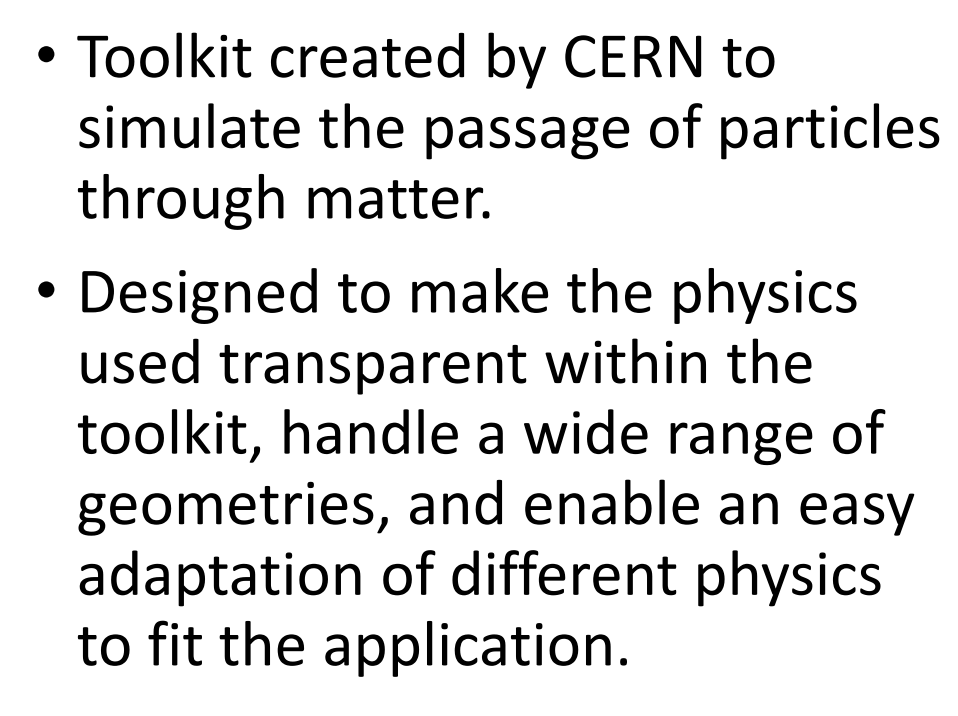 • Toolkit created by CERN to
simulate the passage of particles
through matter.
• Designed to make the physics
used transparent within the
toolkit, handle a wide range of
geometries, and enable an easy
adaptation of different physics
to fit the application.